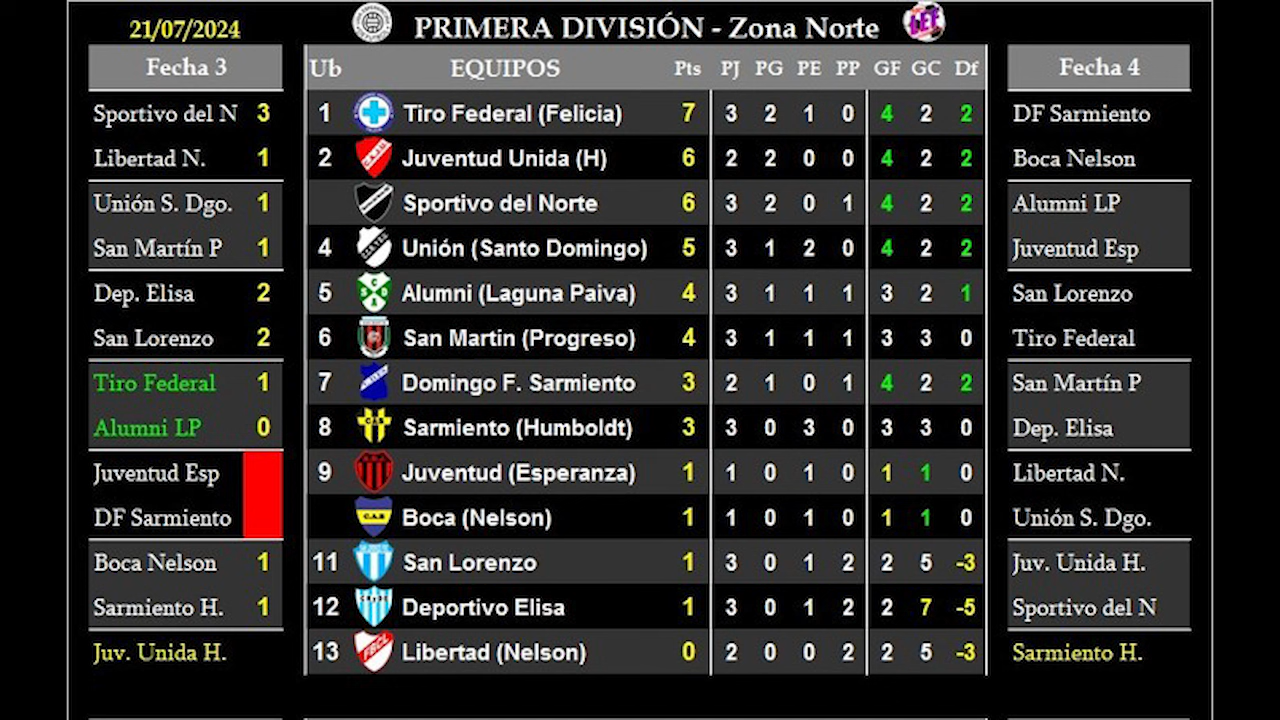 21/07/2024 PRIMERA DIVISIÓN - Zona Norte LEF
Fecha 3 Ub EQUIPOS Pts PJ PG PE PP GF GC Df Fecha 4
Sportivo del N 3 1 Tiro Federal (Felicia) 7 3 2 1 0 4 2 2 DF Sarmiento
Libertad N. 1 2 Juventud Unida (H) 6 2 2 0 0 4 2 2 Boca Nelson
Unión S. Dgo. 1 Sportivo del Norte 6 3 2 0 1 4 2 2 Alumni LP
San Martín P 1 4 Unión (Santo Domingo) 5 3 1 2 0 4 2 2 Juventud Esp
Dep. Elisa 2 5 Alumni (Laguna Paiva) 4 3 1 1 1 3 2 1 San Lorenzo
San Lorenzo 2 6 San Martín (Progreso) 4 3 1 1 1 3 3 0 Tiro Federal
Tiro Federal 1 7 Domingo F. Sarmiento 3 2 1 0 1 4 2 2 San Martín P
Alumni LP 0 8 Sarmiento (Humboldt) 3 3 0 3 0 3 3 0 Dep. Elisa
Juventud Esp 9 Juventud (Esperanza) 1 1 0 1 0 1 1 0 Libertad N.
DF Sarmiento Boca (Nelson) 1 1 0 1 0 1 1 0 Unión S. Dgo.
Boca Nelson 1 11 San Lorenzo 1 3 0 1 2 2 5 -3 Juv. Unida H.
Sarmiento H. 1 12 Deportivo Elisa 1 3 0 1 2 2 7 -5 Sportivo del N
Juv. Unida H. 13 Libertad (Nelson) 0 2 0 0 2 2 5 -3 Sarmiento H.